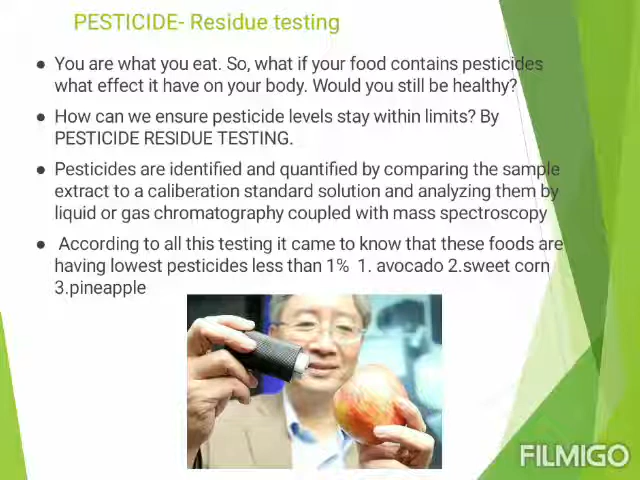 PESTICIDE- Residue testing
● You are what you eat. So, what if your food contains pesticides
what effect it have on your body. Would you still be healthy?
● How can we ensure pesticide levels stay within limits? By
PESTICIDE RESIDUE TESTING.
● Pesticides are identified and quantified by comparing the sample
extract to a caliberation standard solution and analyzing them by
liquid or gas chromatography coupled with mass spectroscopy
● According to all this testing it came to know that these foods are
having lowest pesticides less than 1% 1. avocado 2.sweet corn
3.pineapple
FILMIGO